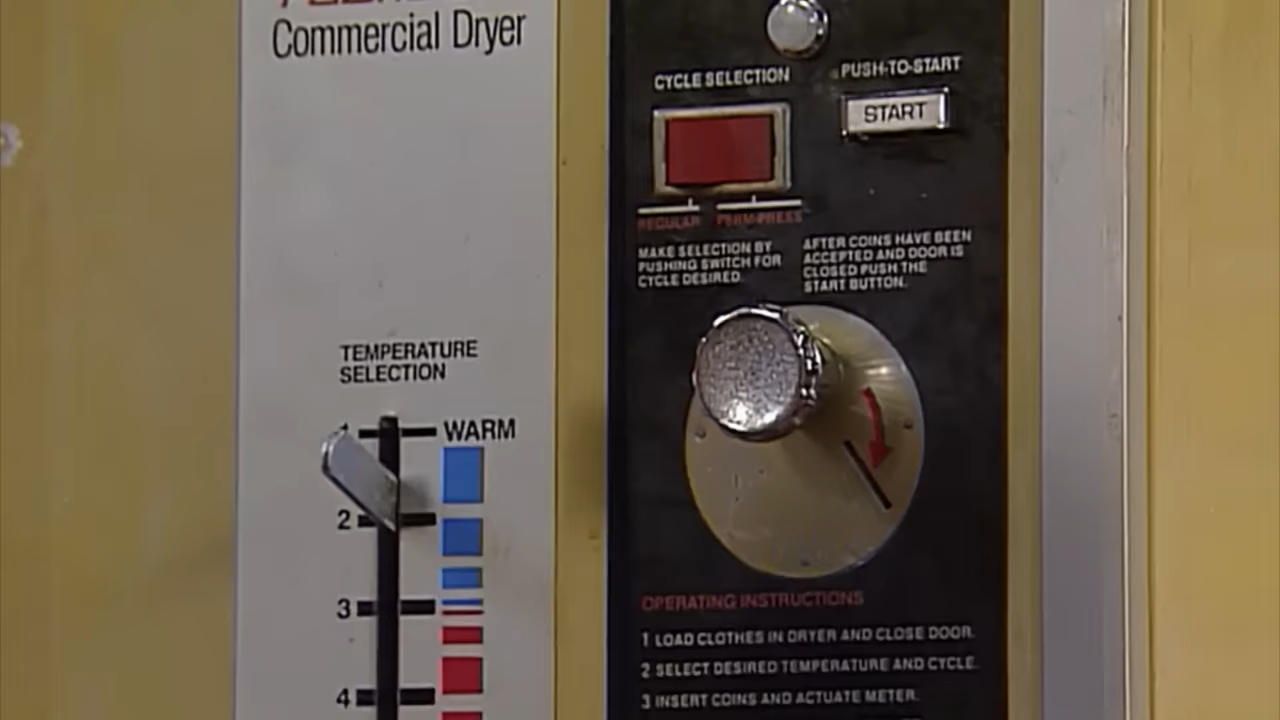 Commercial Dryer
TEMPERATURE
SELECTION
1
WARM
2
3
4
CYCLE SELECTION
PUSH-TO-START
START
REGULAR
PERM-PRESS
MAKE SELECTION BY
PUSHING SWITCH FOR
CYCLE DESIRED.
AFTER COINS HAVE BEEN
ACCEPTED AND DOOR IS
CLOSED PUSH THE
START BUTTON.
OPERATING INSTRUCTIONS
1 LOAD CLOTHES IN DRYER AND CLOSE DOOR.
2 SELECT DESIRED TEMPERATURE AND CYCLE.
3 INSERT COINS AND ACTUATE METER.